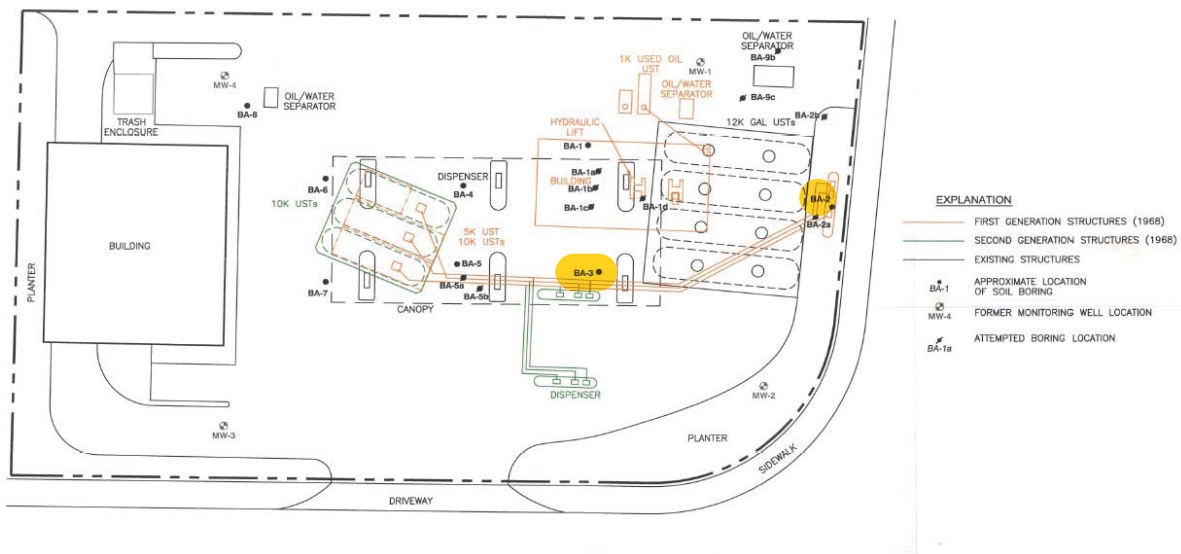 OIL/WATER
SEPARATOR
BA-9b
1K USED OIL
UST
MW-1
MW-4
OIL/WATER
SEPARATOR
OIL/WATER
SEPARATOR
BA-9c
BA-8
TRASH
ENCLOSURE
12K GAL USTs
BA-2b
HYDRAULIC
LIFT
BA-1
BA-1a
BUILDING
BA-1b
BA-1c
BA-1d
DISPENSER
BA-4
BA-6
10K USTs
BA-2
BA-2a
5K UST
10K USTs
BUILDING
PLANTER
BA-5
BA-5a
BA-5b
BA-3
BA-7
CANOPY
DISPENSER
MW-2
MW-3
PLANTER
SIDEWALK
DRIVEWAY
EXPLANATION
FIRST GENERATION STRUCTURES (1968)
SECOND GENERATION STRUCTURES (1968)
EXISTING STRUCTURES
BA-1
APPROXIMATE LOCATION
OF SOIL BORING
MW-4
FORMER MONITORING WELL LOCATION
BA-1a
ATTEMPTED BORING LOCATION